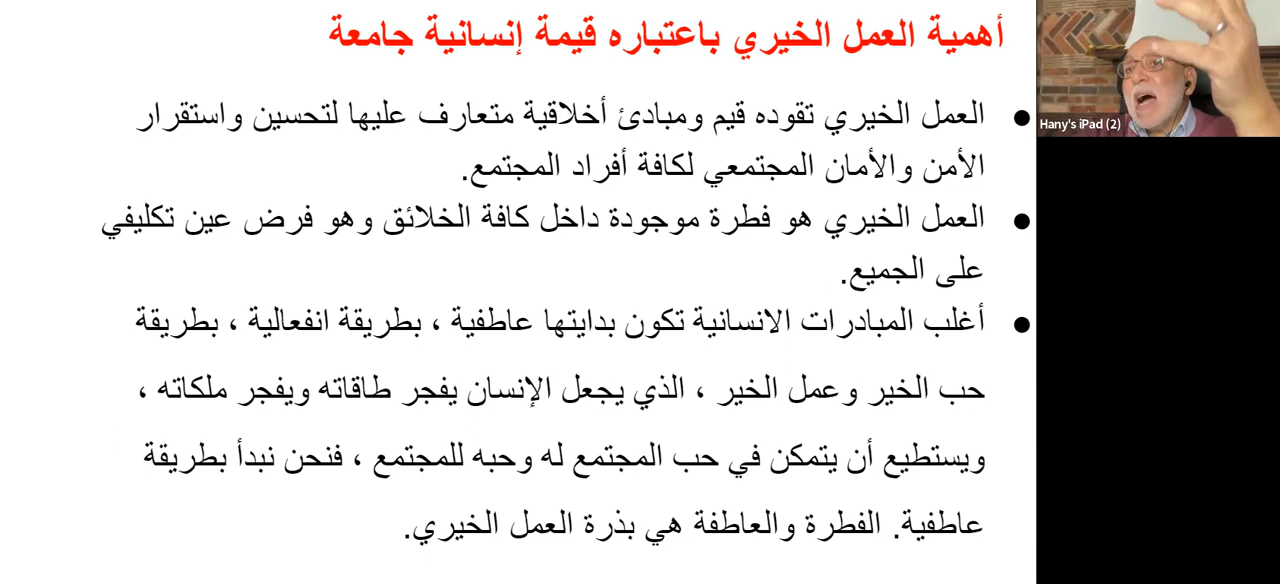 أهمية العمل الخيري باعتباره قيمة إنسانية جامعة
● العمل الخيري تقوده قيم ومبادئ أخلاقية متعارف عليها لتحسين واستقرار
الأمن والأمان المجتمعي لكافة أفراد المجتمع.
● العمل الخيري هو فطرة موجودة داخل كافة الخلائق وهو فرض عين تكليفي
على الجميع.
● أغلب المبادرات الانسانية تكون بدايتها عاطفية ، بطريقة انفعالية ، بطريقة
حب الخير وعمل الخير ، الذي يجعل الإنسان يفجر طاقاته ويفجر ملكاته ،
ويستطيع أن يتمكن في حب المجتمع له وحبه للمجتمع ، فنحن نبدأ بطريقة
عاطفية. الفطرة والعاطفة هي بذرة العمل الخيري.
Hany's iPad (2)